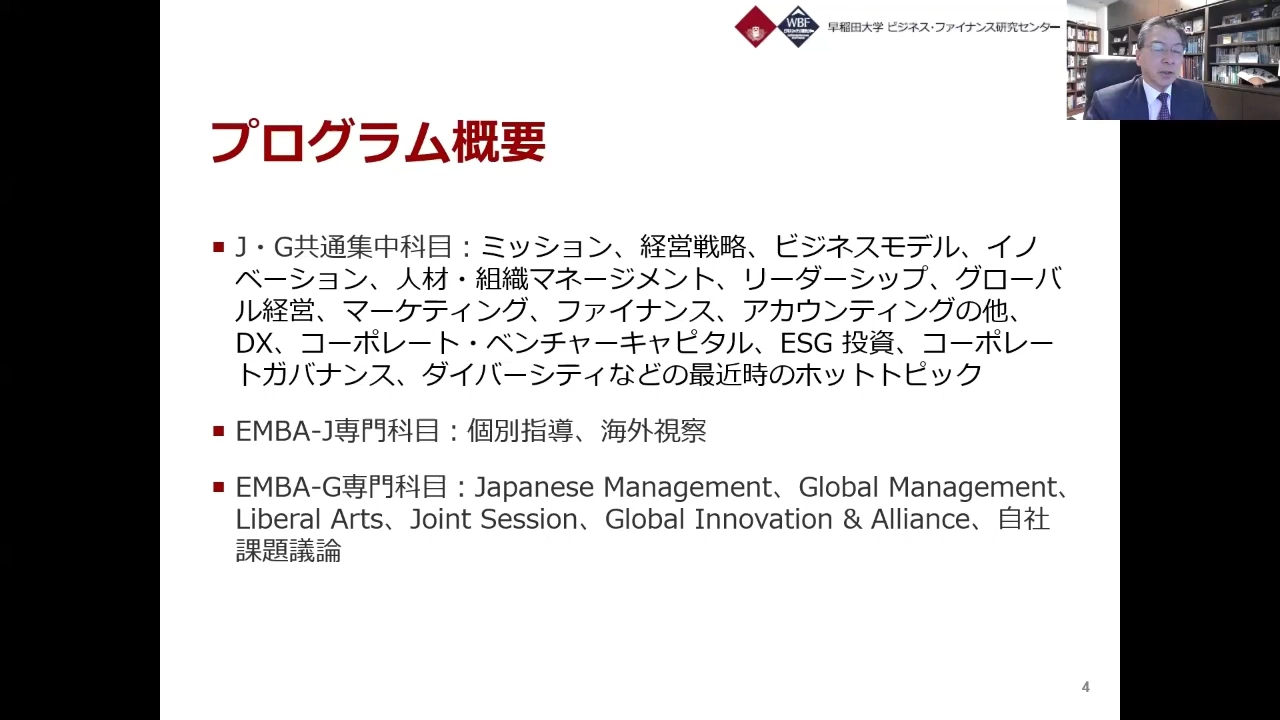 WBF
早稲田大学 ビジネス・ファイナンス研究センター
プログラム概要
J・G共通集中科目：ミッション、経営戦略、ビジネスモデル、イノ
ベーション、人材・組織マネージメント、リーダーシップ、グローバ
ル経営、マーケティング、ファイナンス、アカウンティングの他、
DX、コーポレート・ベンチャーキャピタル、ESG 投資、コーポレー
トガバナンス、ダイバーシティなどの最近時のホットトピック
EMBA-J専門科目：個別指導、海外視察
EMBA-G専門科目：Japanese Management、Global Management、
Liberal Arts、Joint Session、Global Innovation & Alliance、自社
課題議論
4